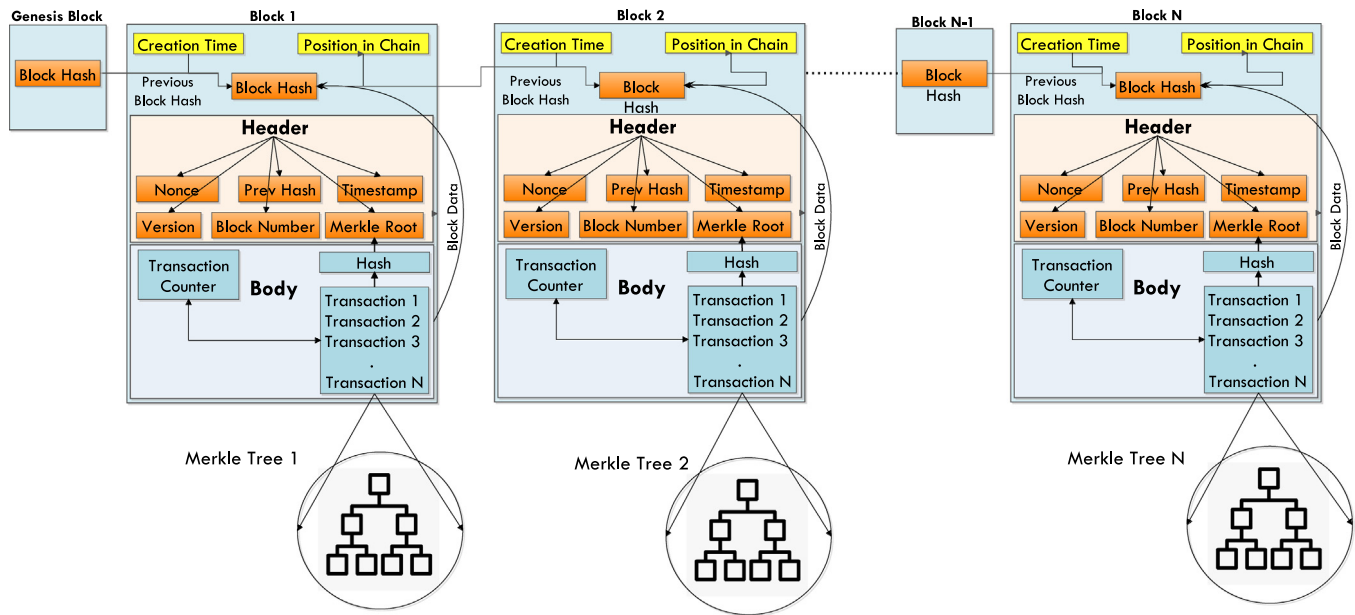 Genesis Block
Block Hash
Block 1
Creation Time
Position in Chain
Previous
Block Hash
Block Hash
Header
Nonce
Prev Hash
Timestamp
Version
Block Number
Merkle Root
Block Data
Transaction
Counter
Body
Hash
Transaction 1
Transaction 2
Transaction 3
.
Transaction N
Merkle Tree 1
Block 2
Creation Time
Position in Chain
Previous
Block Hash
Block
Hash
Header
Nonce
Prev Hash
Timestamp
Version
Block Number
Merkle Root
Block Data
Transaction
Counter
Body
Hash
Transaction 1
Transaction 2
Transaction 3
.
Transaction N
Merkle Tree 2
Block N-1
Block
Hash
Block N
Creation Time
Position in Chain
Previous
Block Hash
Block Hash
Header
Nonce
Prev Hash
Timestamp
Version
Block Number
Merkle Root
Block Data
Transaction
Counter
Body
Hash
Transaction 1
Transaction 2
Transaction 3
.
Transaction N
Merkle Tree N